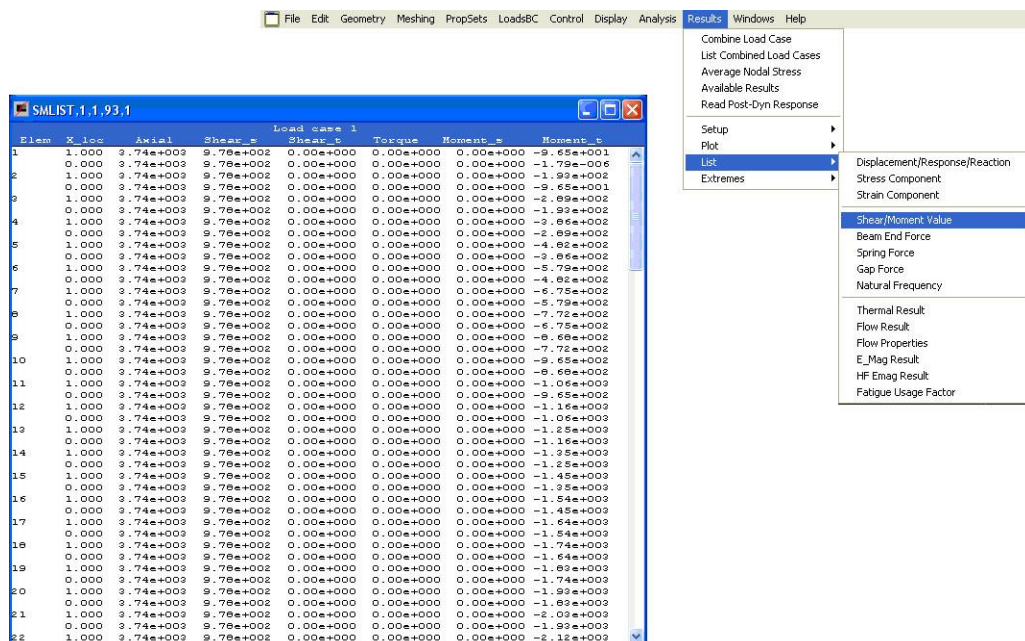 File Edit Geometry Meshing PropSets LoadsBC Control Display Analysis Results Windows Help
Combine Load Case
List Combined Load Cases
Average Nodal Stress
Available Results
Read Post-Dyn Response
Setup
Plot
List
Extremes
Displacement/Response/Reaction
Stress Component
Strain Component
Shear/Moment Value
Beam End Force
Spring Force
Gap Force
Natural Frequency
Thermal Result
Flow Result
Flow Properties
E_Mag Result
HF Emag Result
Fatigue Usage Factor
SMLIST,1,1,93,1
Load case 1
Elem X_loc Axial Shear_s Shear_t Torque Moment_s Moment_t
1 1.000 3.74e+003 9.78e+002 0.00e+000 0.00e+000 0.00e+000 -9.65e+001
0.000 3.74e+003 9.78e+002 0.00e+000 0.00e+000 0.00e+000 -1.79e-006
2 1.000 3.74e+003 9.78e+002 0.00e+000 0.00e+000 0.00e+000 -1.93e+002
0.000 3.74e+003 9.78e+002 0.00e+000 0.00e+000 0.00e+000 -9.65e+001
3 1.000 3.74e+003 9.78e+002 0.00e+000 0.00e+000 0.00e+000 -2.89e+002
0.000 3.74e+003 9.78e+002 0.00e+000 0.00e+000 0.00e+000 -1.93e+002
4 1.000 3.74e+003 9.78e+002 0.00e+000 0.00e+000 0.00e+000 -3.86e+002
0.000 3.74e+003 9.78e+002 0.00e+000 0.00e+000 0.00e+000 -2.89e+002
5 1.000 3.74e+003 9.78e+002 0.00e+000 0.00e+000 0.00e+000 -4.82e+002
0.000 3.74e+003 9.78e+002 0.00e+000 0.00e+000 0.00e+000 -3.86e+002
6 1.000 3.74e+003 9.78e+002 0.00e+000 0.00e+000 0.00e+000 -5.79e+002
0.000 3.74e+003 9.78e+002 0.00e+000 0.00e+000 0.00e+000 -4.82e+002
7 1.000 3.74e+003 9.78e+002 0.00e+000 0.00e+000 0.00e+000 -6.75e+002
0.000 3.74e+003 9.78e+002 0.00e+000 0.00e+000 0.00e+000 -5.79e+002
8 1.000 3.74e+003 9.78e+002 0.00e+000 0.00e+000 0.00e+000 -7.72e+002
0.000 3.74e+003 9.78e+002 0.00e+000 0.00e+000 0.00e+000 -6.75e+002
9 1.000 3.74e+003 9.78e+002 0.00e+000 0.00e+000 0.00e+000 -8.68e+002
0.000 3.74e+003 9.78e+002 0.00e+000 0.00e+000 0.00e+000 -7.72e+002
10 1.000 3.74e+003 9.78e+002 0.00e+000 0.00e+000 0.00e+000 -9.65e+002
0.000 3.74e+003 9.78e+002 0.00e+000 0.00e+000 0.00e+000 -8.68e+002
11 1.000 3.74e+003 9.78e+002 0.00e+000 0.00e+000 0.00e+000 -1.06e+003
0.000 3.74e+003 9.78e+002 0.00e+000 0.00e+000 0.00e+000 -9.65e+002
12 1.000 3.74e+003 9.78e+002 0.00e+000 0.00e+000 0.00e+000 -1.16e+003
0.000 3.74e+003 9.78e+002 0.00e+000 0.00e+000 0.00e+000 -1.06e+003
13 1.000 3.74e+003 9.78e+002 0.00e+000 0.00e+000 0.00e+000 -1.25e+003
0.000 3.74e+003 9.78e+002 0.00e+000 0.00e+000 0.00e+000 -1.16e+003
14 1.000 3.74e+003 9.78e+002 0.00e+000 0.00e+000 0.00e+000 -1.35e+003
0.000 3.74e+003 9.78e+002 0.00e+000 0.00e+000 0.00e+000 -1.25e+003
15 1.000 3.74e+003 9.78e+002 0.00e+000 0.00e+000 0.00e+000 -1.45e+003
0.000 3.74e+003 9.78e+002 0.00e+000 0.00e+000 0.00e+000 -1.35e+003
16 1.000 3.74e+003 9.78e+002 0.00e+000 0.00e+000 0.00e+000 -1.54e+003
0.000 3.74e+003 9.78e+002 0.00e+000 0.00e+000 0.00e+000 -1.45e+003
17 1.000 3.74e+003 9.78e+002 0.00e+000 0.00e+000 0.00e+000 -1.64e+003
0.000 3.74e+003 9.78e+002 0.00e+000 0.00e+000 0.00e+000 -1.54e+003
18 1.000 3.74e+003 9.78e+002 0.00e+000 0.00e+000 0.00e+000 -1.74e+003
0.000 3.74e+003 9.78e+002 0.00e+000 0.00e+000 0.00e+000 -1.64e+003
19 1.000 3.74e+003 9.78e+002 0.00e+000 0.00e+000 0.00e+000 -1.83e+003
0.000 3.74e+003 9.78e+002 0.00e+000 0.00e+000 0.00e+000 -1.74e+003
20 1.000 3.74e+003 9.78e+002 0.00e+000 0.00e+000 0.00e+000 -1.93e+003
0.000 3.74e+003 9.78e+002 0.00e+000 0.00e+000 0.00e+000 -1.83e+003
21 1.000 3.74e+003 9.78e+002 0.00e+000 0.00e+000 0.00e+000 -2.03e+003
0.000 3.74e+003 9.78e+002 0.00e+000 0.00e+000 0.00e+000 -1.93e+003
22 1.000 3.74e+003 9.78e+002 0.00e+000 0.00e+000 0.00e+000 -2.12e+003